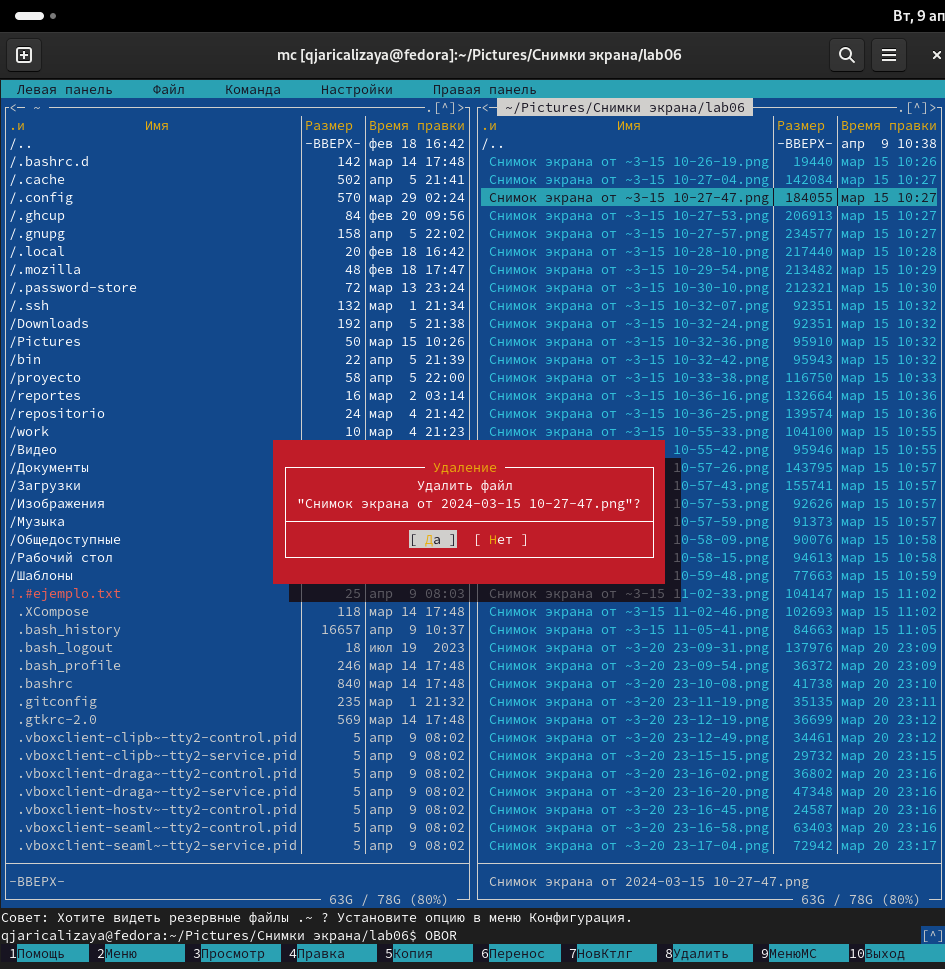 Вт, 9 ап
mc [qjaricalizaya@fedora]:~/Pictures/Снимки экрана/lab06
Левая панель Файл Команда Настройки Правая панель
<— ~ .[^]> <— ~/Pictures/Снимки экрана/lab06 .[^]>
.и Имя Размер Время правки .и Имя Размер Время правки
/.. -ВВЕРХ- фев 18 16:42 /.. -ВВЕРХ- апр 9 10:38
/.bashrc.d 142 мар 14 17:48 Снимок экрана от ~3-15 10-26-19.png 19440 мар 15 10:26
/.cache 502 апр 5 21:41 Снимок экрана от ~3-15 10-27-04.png 142084 мар 15 10:27
/.config 570 мар 29 02:24 Снимок экрана от ~3-15 10-27-47.png 184055 мар 15 10:27
/.ghcup 84 фев 20 09:56 Снимок экрана от ~3-15 10-27-53.png 206913 мар 15 10:27
/.gnupg 158 апр 5 22:02 Снимок экрана от ~3-15 10-27-57.png 234577 мар 15 10:27
/.local 20 фев 18 16:42 Снимок экрана от ~3-15 10-28-10.png 217440 мар 15 10:28
/.mozilla 48 фев 18 17:47 Снимок экрана от ~3-15 10-29-54.png 213482 мар 15 10:29
/.password-store 72 мар 13 23:24 Снимок экрана от ~3-15 10-30-10.png 212321 мар 15 10:30
/.ssh 132 мар 1 21:34 Снимок экрана от ~3-15 10-32-07.png 92351 мар 15 10:32
/Downloads 192 апр 5 21:38 Снимок экрана от ~3-15 10-32-24.png 92351 мар 15 10:32
/Pictures 50 мар 15 10:26 Снимок экрана от ~3-15 10-32-36.png 95910 мар 15 10:32
/bin 22 апр 5 21:39 Снимок экрана от ~3-15 10-32-42.png 95943 мар 15 10:32
/proyecto 58 апр 5 22:00 Снимок экрана от ~3-15 10-33-38.png 116750 мар 15 10:33
/reportes 16 мар 2 03:14 Снимок экрана от ~3-15 10-36-16.png 132664 мар 15 10:36
/repositorio 24 мар 4 21:42 Снимок экрана от ~3-15 10-36-25.png 139574 мар 15 10:36
/work 10 мар 4 21:23 Снимок экрана от ~3-15 10-55-33.png 104100 мар 15 10:55
/Видео 10-55-42.png 95946 мар 15 10:55
/Документы Удаление 10-57-26.png 143795 мар 15 10:57
/Загрузки Удалить файл 10-57-43.png 155741 мар 15 10:57
/Изображения "Снимок экрана от 2024-03-15 10-27-47.png"? 10-57-53.png 92626 мар 15 10:57
/Музыка 10-57-59.png 91373 мар 15 10:57
/Общедоступные [ Да ] [ Нет ] 10-58-09.png 90076 мар 15 10:58
/Рабочий стол 10-58-15.png 94613 мар 15 10:58
/Шаблоны 10-59-48.png 77663 мар 15 10:59
!.#ejemplo.txt 25 апр 9 08:03 Снимок экрана от ~3-15 11-02-33.png 104147 мар 15 11:02
.XCompose 118 мар 14 17:48 Снимок экрана от ~3-15 11-02-46.png 102693 мар 15 11:02
.bash_history 16657 апр 9 10:37 Снимок экрана от ~3-15 11-05-41.png 84663 мар 15 11:05
.bash_logout 18 июл 19 2023 Снимок экрана от ~3-20 23-09-31.png 137976 мар 20 23:09
.bash_profile 246 мар 14 17:48 Снимок экрана от ~3-20 23-09-54.png 36372 мар 20 23:09
.bashrc 840 мар 14 17:48 Снимок экрана от ~3-20 23-10-08.png 41738 мар 20 23:10
.gitconfig 235 мар 1 21:32 Снимок экрана от ~3-20 23-11-19.png 35135 мар 20 23:11
.gtkrc-2.0 569 мар 14 17:48 Снимок экрана от ~3-20 23-12-19.png 36699 мар 20 23:12
.vboxclient-clipb~-tty2-control.pid 5 апр 9 08:02 Снимок экрана от ~3-20 23-12-49.png 34461 мар 20 23:12
.vboxclient-clipb~-tty2-service.pid 5 апр 9 08:02 Снимок экрана от ~3-20 23-15-15.png 29732 мар 20 23:15
.vboxclient-draga~-tty2-control.pid 5 апр 9 08:02 Снимок экрана от ~3-20 23-16-02.png 36802 мар 20 23:16
.vboxclient-draga~-tty2-service.pid 5 апр 9 08:02 Снимок экрана от ~3-20 23-16-20.png 47348 мар 20 23:16
.vboxclient-hostv~-tty2-control.pid 5 апр 9 08:02 Снимок экрана от ~3-20 23-16-45.png 24587 мар 20 23:16
.vboxclient-seaml~-tty2-control.pid 5 апр 9 08:02 Снимок экрана от ~3-20 23-16-58.png 63403 мар 20 23:16
.vboxclient-seaml~-tty2-service.pid 5 апр 9 08:02 Снимок экрана от ~3-20 23-17-04.png 72942 мар 20 23:17
-ВВЕРХ- Снимок экрана от 2024-03-15 10-27-47.png
63G / 78G (80%) 63G / 78G (80%)
Совет: Хотите видеть резервные файлы .~ ? Установите опцию в меню Конфигурация.
qjaricalizaya@fedora:~/Pictures/Снимки экрана/lab06$ OBOR [^]
1Помощь 2Меню 3Просмотр 4Правка 5Копия 6Перенос 7НовКтлг 8Удалить 9МенюMC 10Выход